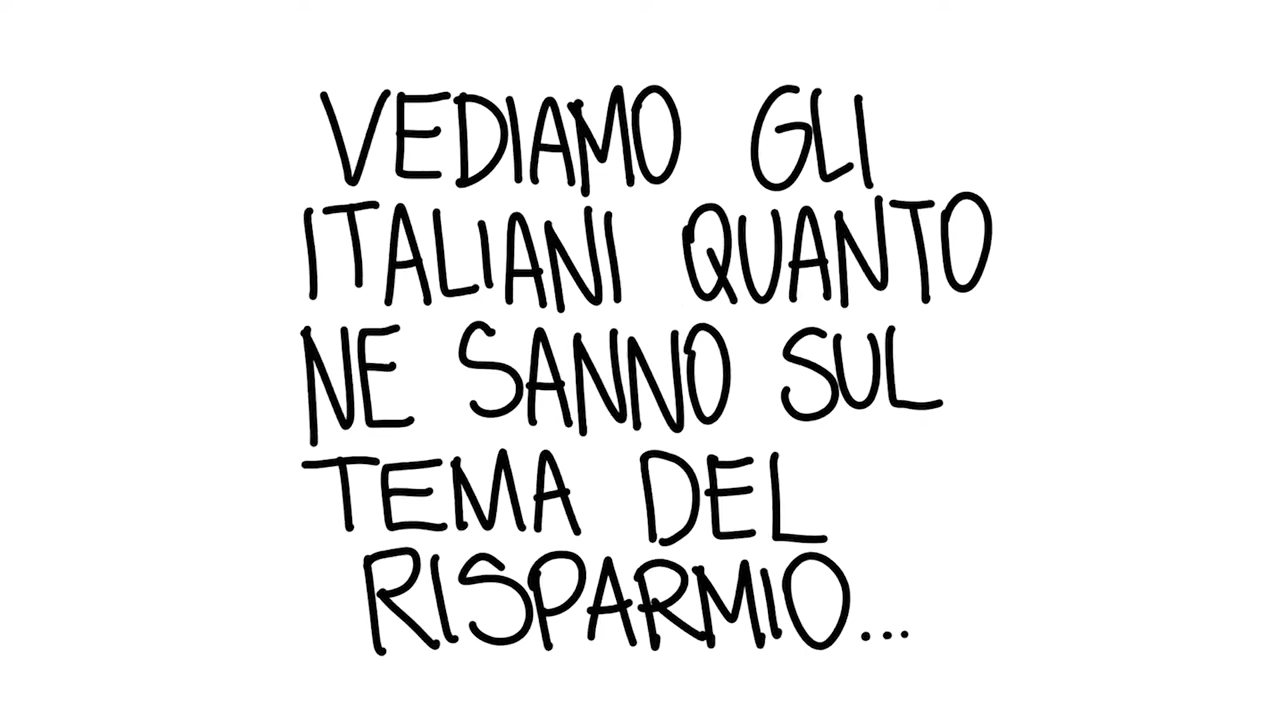 VEDIAMO GLI
ITALIANI QUANTO
NE SANNO SUL
TEMA DEL
RISPARMIO...